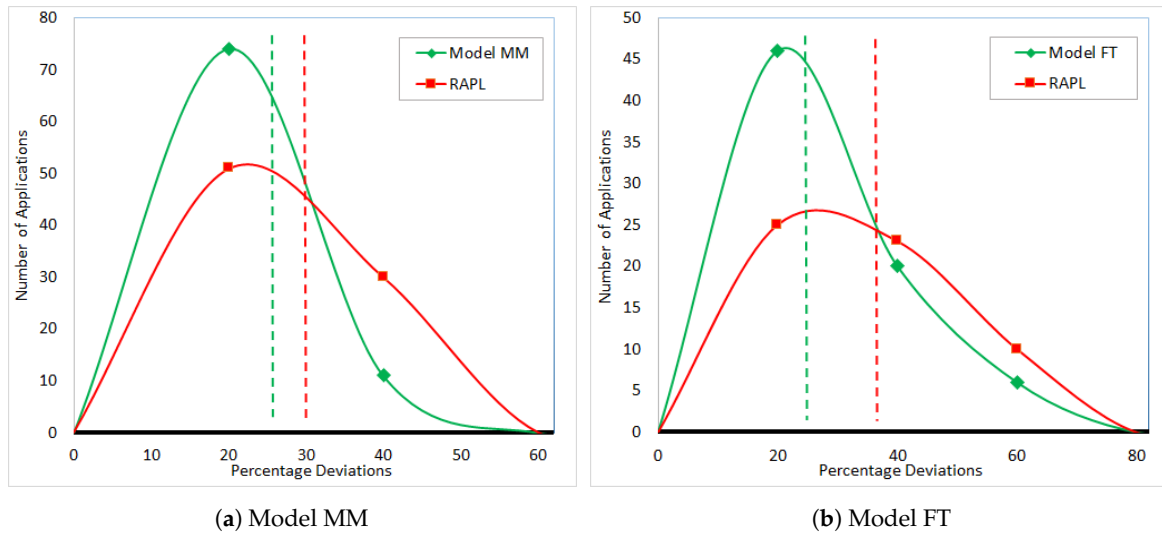 80
70
60
50
40
30
20
10
0
Number of Applications
Model MM
RAPL
0 10 20 30 40 50 60
Percentage Deviations
(a) Model MM
50
45
40
35
30
25
20
15
10
5
0
Number of Applications
Model FT
RAPL
0 20 40 60 80
Percentage Deviations
(b) Model FT